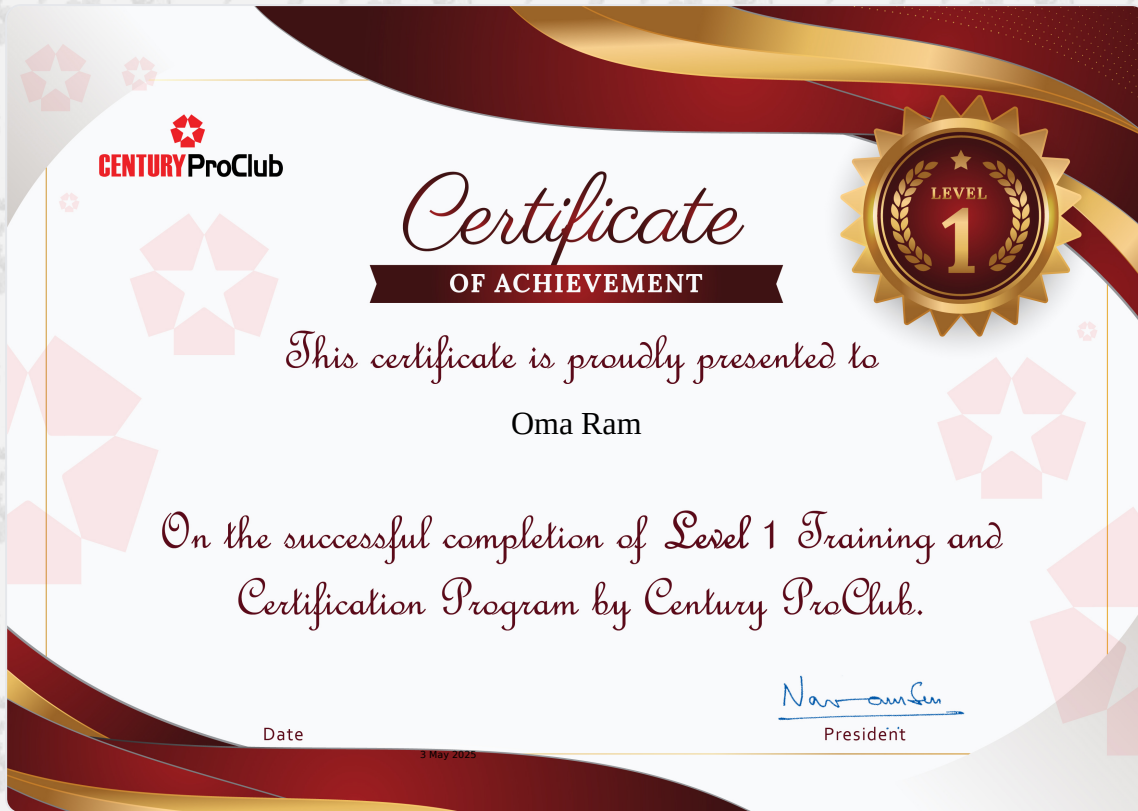 CENTURY ProClub
LEVEL
1
Certificate
OF ACHIEVEMENT
This certificate is proudly presented to
Oma Ram
On the successful completion of Level 1 Training and
Certification Program by Century ProClub.
Date
President
3 May 2025